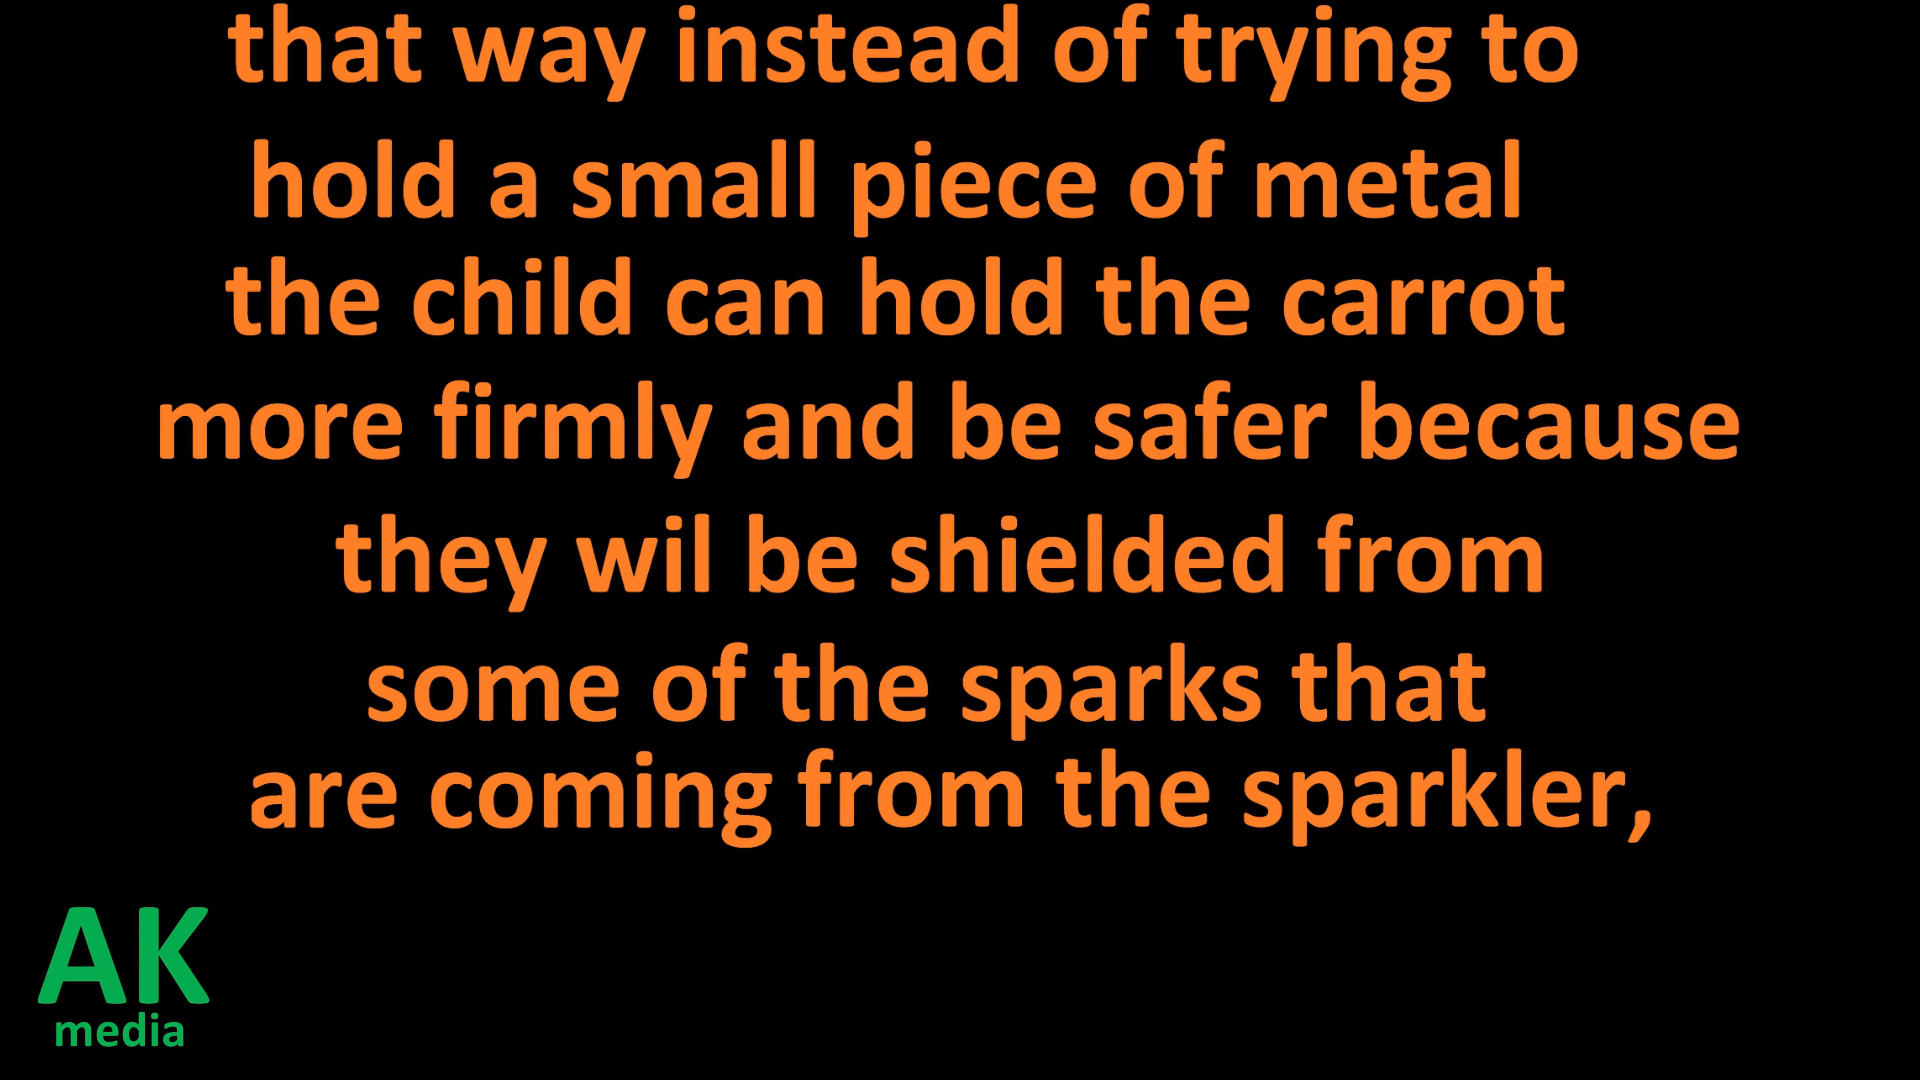 that way instead of trying to
hold a small piece of metal
the child can hold the carrot
more firmly and be safer because
they wil be shielded from
some of the sparks that
are coming from the sparkler,
AK
media